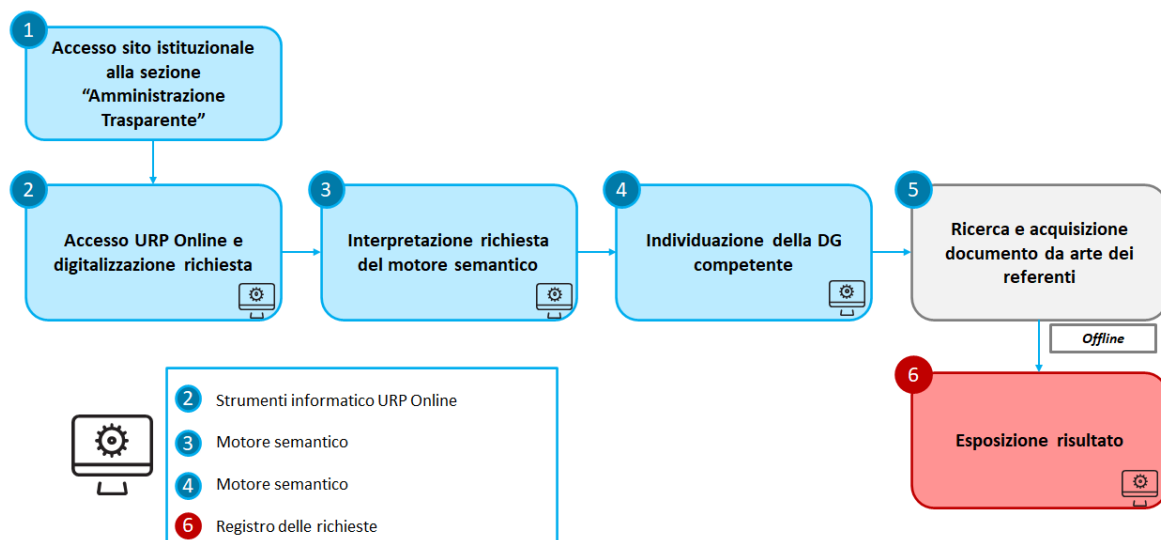 1
Accesso sito istituzionale
alla sezione
“Amministrazione
Trasparente”
2
Accesso URP Online e
digitalizzazione richiesta
3
Interpretazione richiesta
del motore semantico
4
Individuazione della DG
competente
5
Ricerca e acquisizione
documento da arte dei
referenti
Offline
6
Esposizione risultato
2 Strumenti informatico URP Online
3 Motore semantico
4 Motore semantico
6 Registro delle richieste